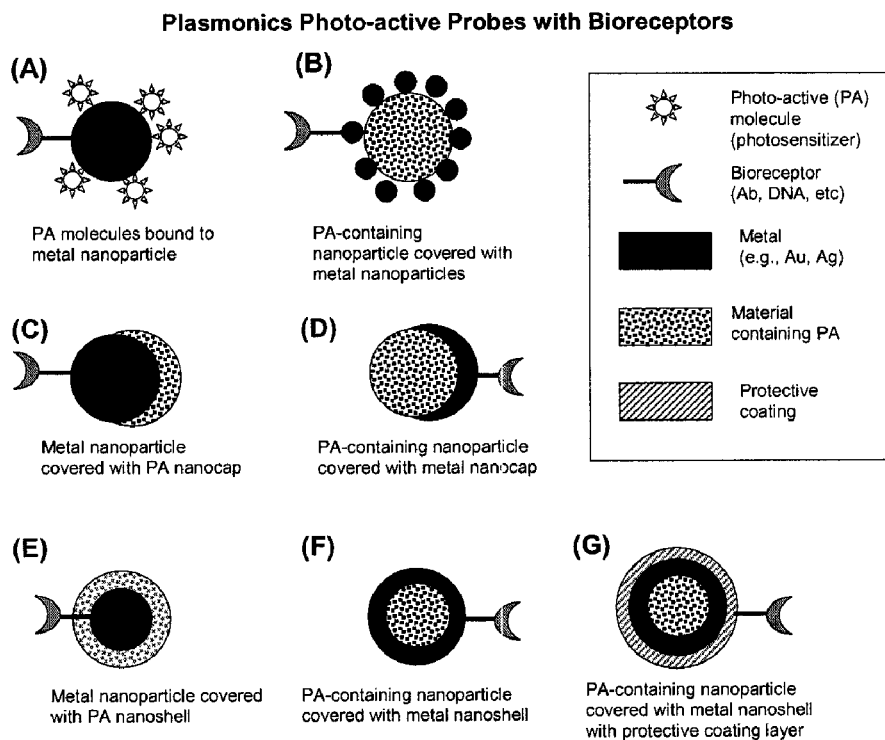 Plasmonics Photo-active Probes with Bioreceptors
(A)
PA molecules bound to
metal nanoparticle
(B)
PA-containing
nanoparticle covered with
metal nanoparticles
Photo-active (PA)
molecule
(photosensitizer)
Bioreceptor
(Ab, DNA, etc)
Metal
(e.g., Au, Ag)
Material
containing PA
Protective
coating
(C)
Metal nanoparticle
covered with PA nanocap
(D)
PA-containing nanoparticle
covered with metal nanocap
(E)
Metal nanoparticle covered
with PA nanoshell
(F)
PA-containing nanoparticle
covered with metal nanoshell
(G)
PA-containing nanoparticle
covered with metal nanoshell
with protective coating layer